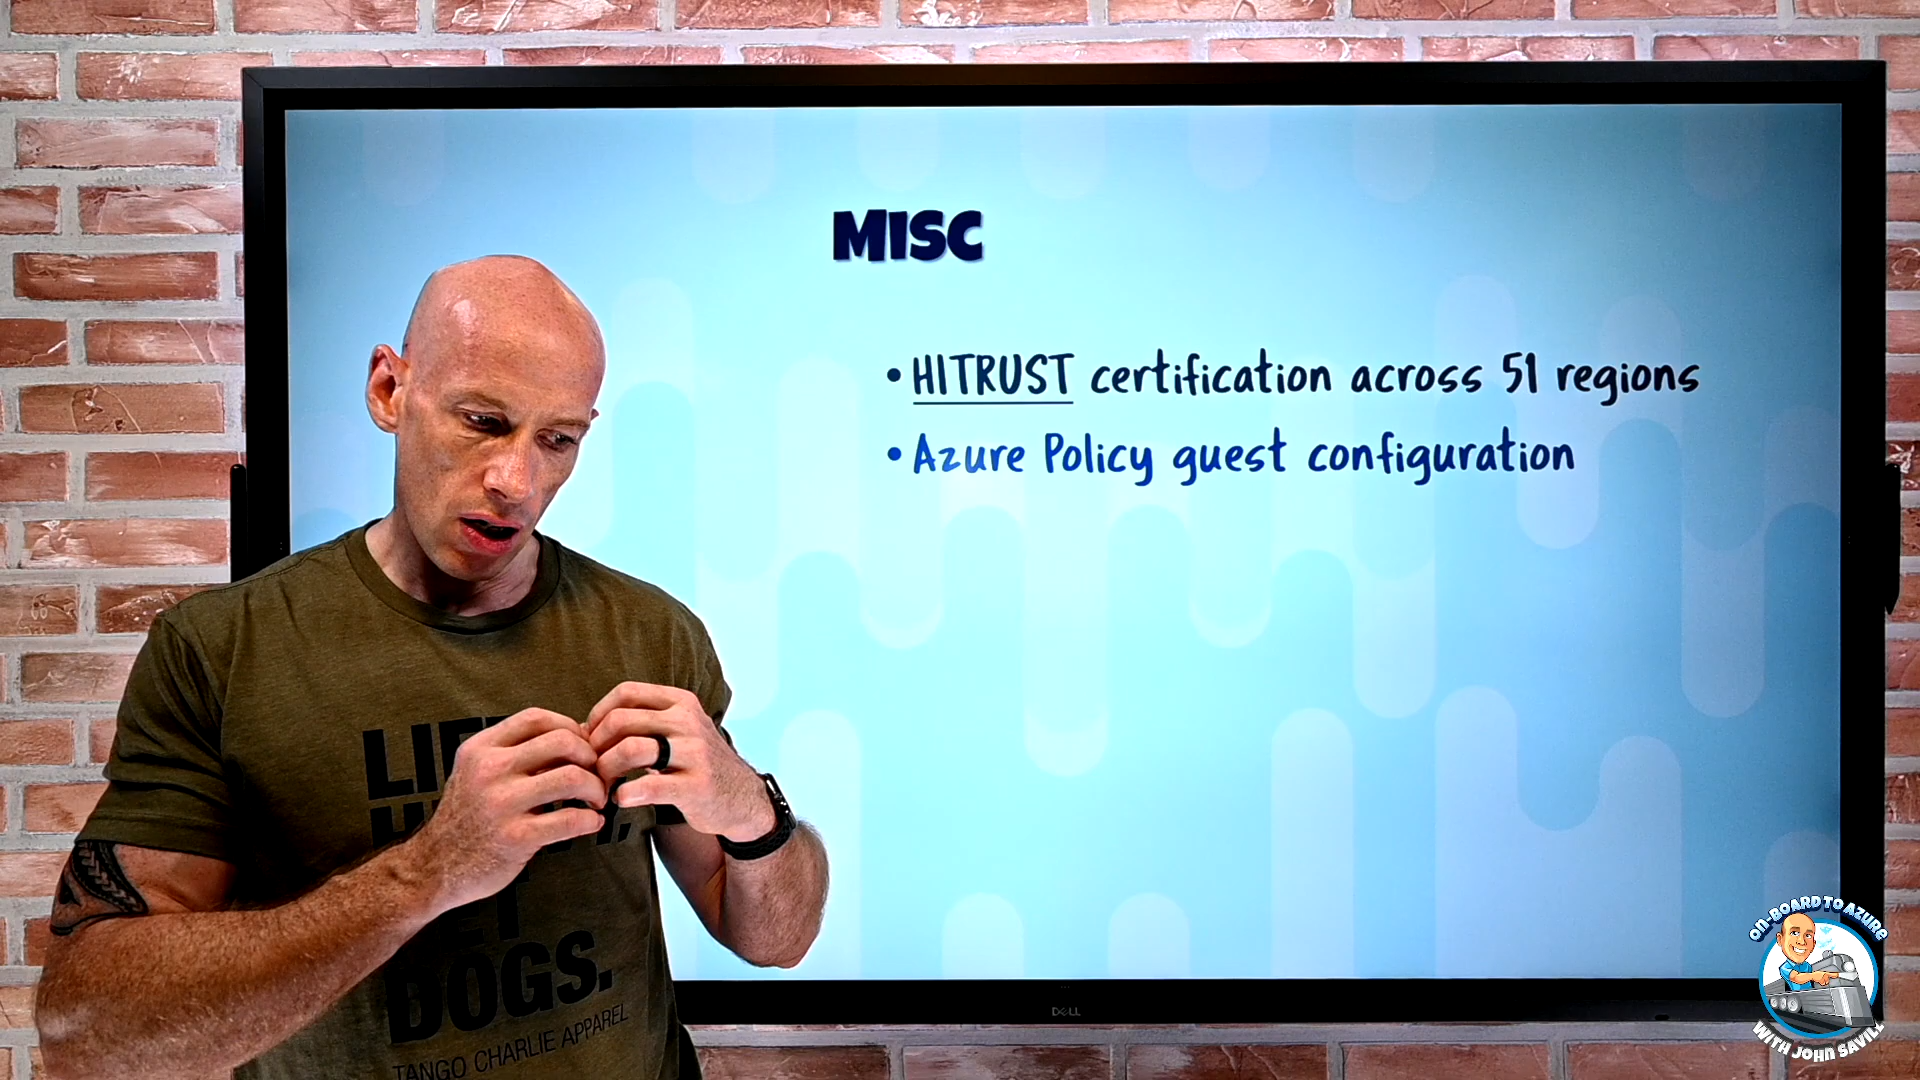 MISC
• HITRUST certification across 51 regions
• Azure Policy guest configuration
DOGS.
TANGO CHARLIE APPAREL
DELL
ON-BOARD TO AZURE
WITH JOHN SAVILL